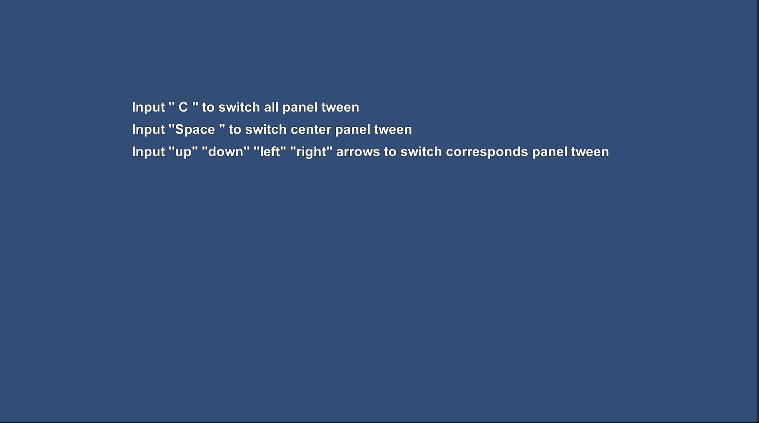 Input " C " to switch all panel tween
Input "Space " to switch center panel tween
Input "up" "down" "left" "right" arrows to switch corresponds panel tween